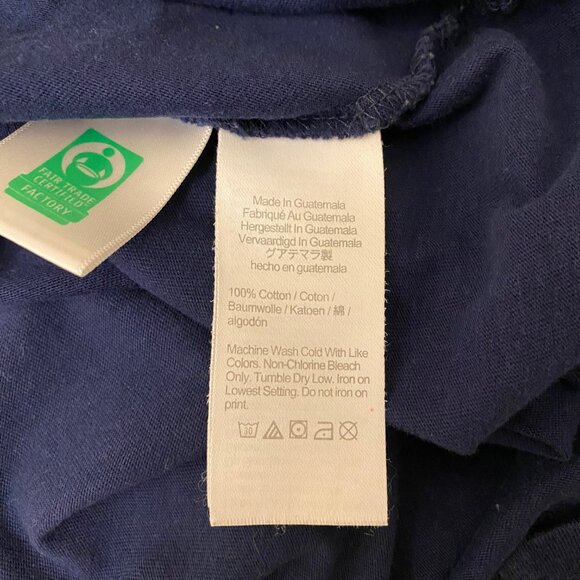 FAIR TRADE
CERTIFIED
FACTORY
Made In Guatemala
Fabriqué Au Guatemala
Hergestellt In Guatemala
Vervaardigd In Guatemala
グアテマラ製
hecho en guatemala
100% Cotton / Coton /
Baumwolle / Katoen / 綿 /
algodón
Machine Wash Cold With Like
Colors. Non-Chlorine Bleach
Only. Tumble Dry Low. Iron on
Lowest Setting. Do not iron on
print.
30